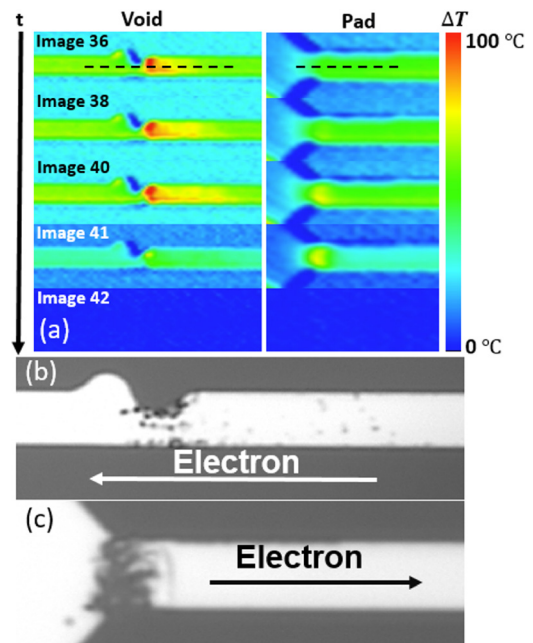 t
Void
Pad
ΔT
Image 36
100 °C
Image 38
Image 40
Image 41
Image 42
(a)
0 °C
(b)
Electron
(c)
Electron